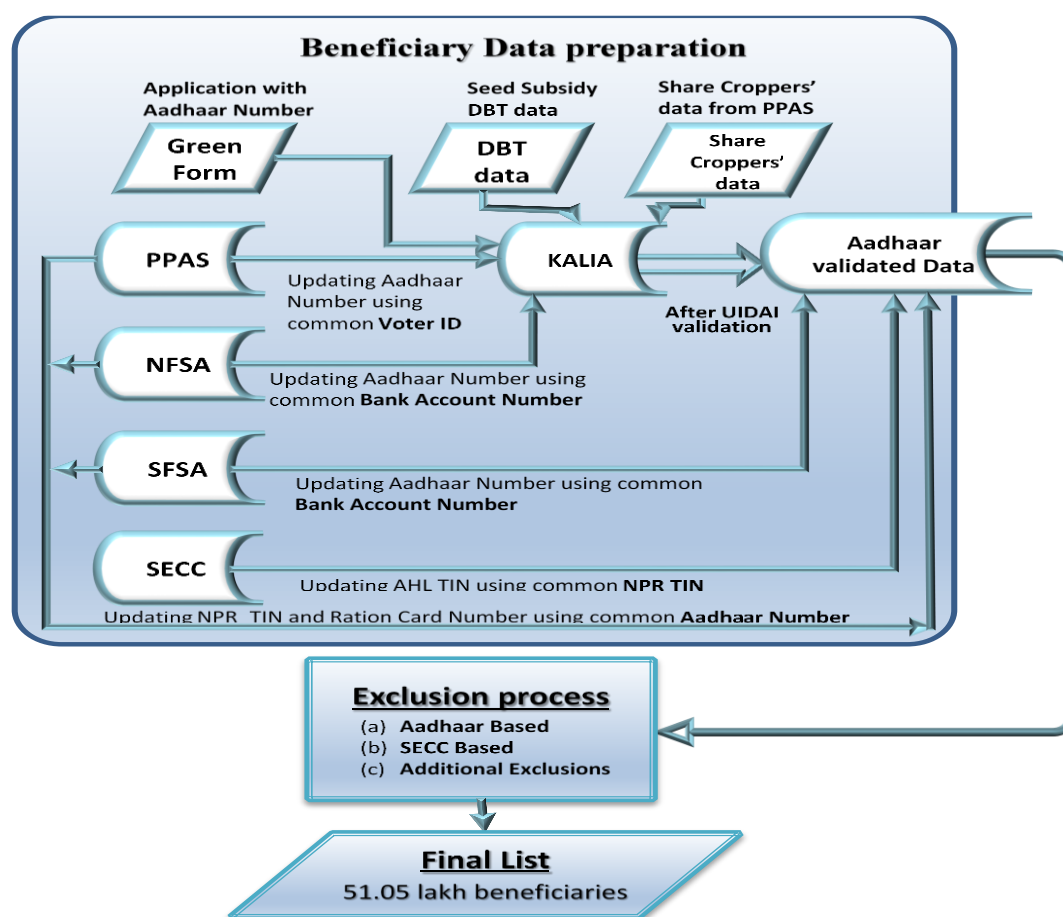 Beneficiary Data preparation
Application with
Aadhaar Number
Seed Subsidy
DBT data
Share Croppers’
data from PPAS
Green
Form
DBT
data
Share
Croppers’
data
PPAS
KALIA
Aadhaar
validated Data
Updating Aadhaar
Number using
common Voter ID
After UIDAI
validation
NFSA
Updating Aadhaar Number using
common Bank Account Number
SFSA
Updating Aadhaar Number using common
Bank Account Number
SECC
Updating AHL TIN using common NPR TIN
Updating NPR TIN and Ration Card Number using common Aadhaar Number
Exclusion process
(a) Aadhaar Based
(b) SECC Based
(c) Additional Exclusions
Final List
51.05 lakh beneficiaries